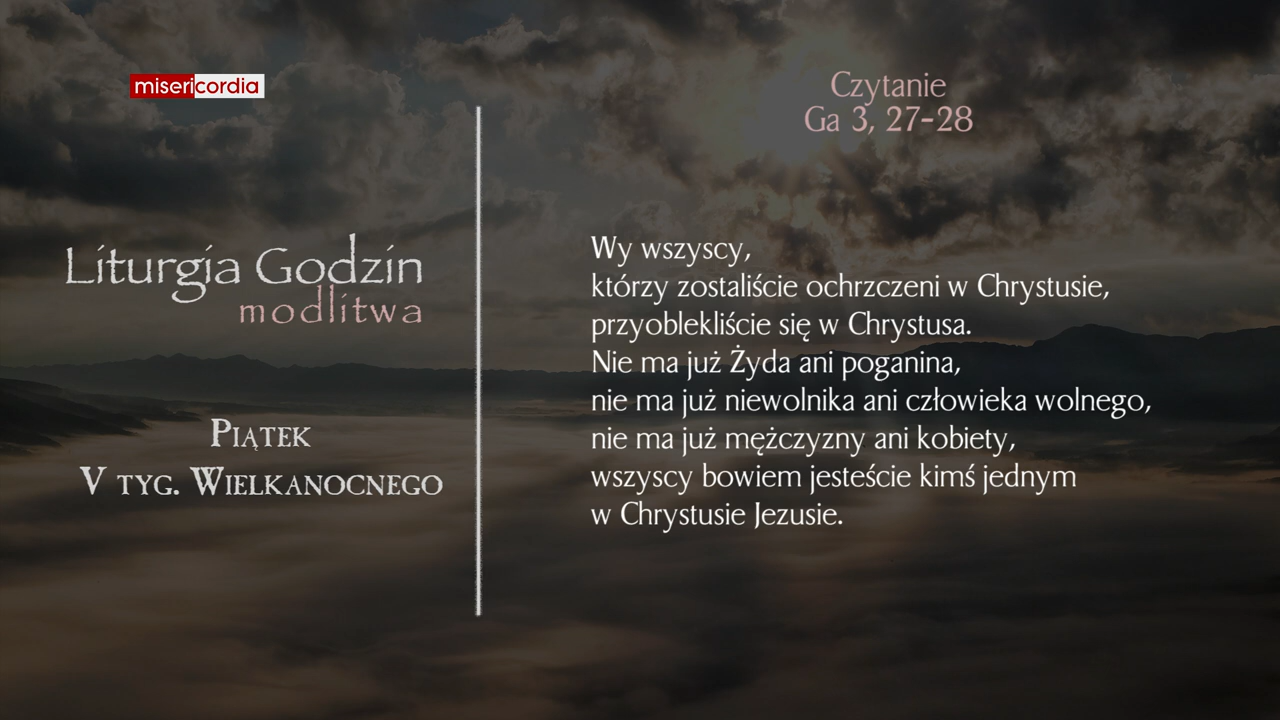 misericordia
Liturgia Godzin
modlitwa
Piątek
V tyg. Wielkanocnego
Czytanie
Ga 3, 27-28
Wy wszyscy,
którzy zostaliście ochrzczeni w Chrystusie,
przyoblekliście się w Chrystusa.
Nie ma już Żyda ani poganina,
nie ma już niewolnika ani człowieka wolnego,
nie ma już mężczyzny ani kobiety,
wszyscy bowiem jesteście kimś jednym
w Chrystusie Jezusie.